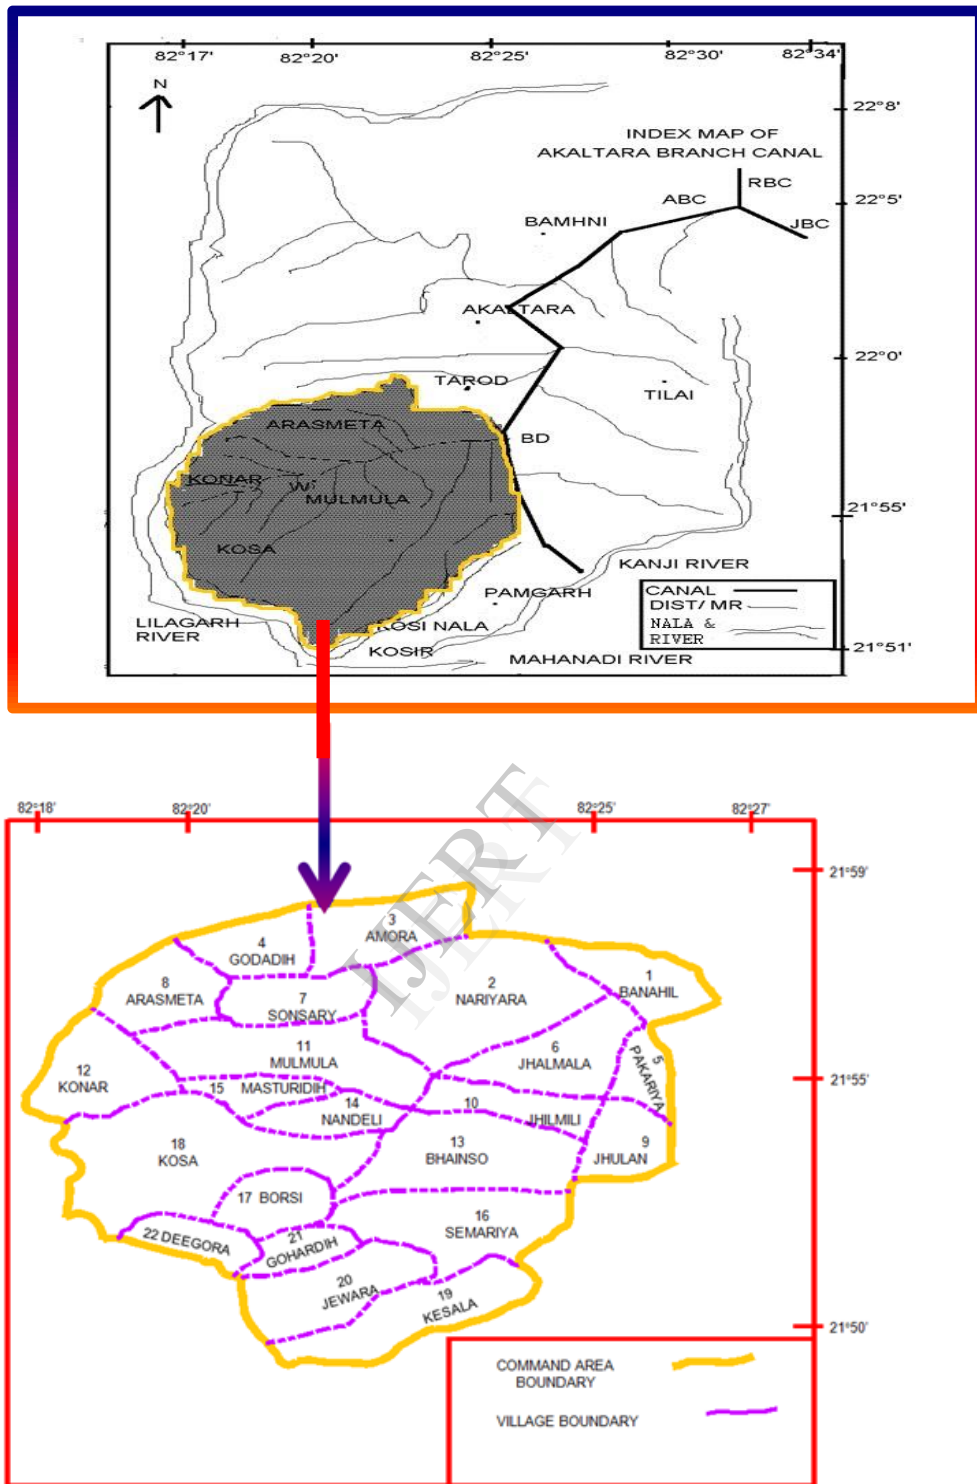 82°17' 82°20' 82°25' 82°30' 82°34'
N
22°8'
INDEX MAP OF
AKALTARA BRANCH CANAL
RBC
ABC
22°5'
JBC
BAMHNI
AKALTARA
22°0'
TAROD
TILAI
ARASMETA
BD
KONAR
MULMULA
21°55'
KOSA
KANJI RIVER
PAMGARH
CANAL
DIST/ MR
NALA &
RIVER
LILAGARH
RIVER
KOSI NALA
KOSIR
21°51'
MAHANADI RIVER
82°18' 82°20' 82°25' 82°27'
IJERT
21°59'
3
AMORA
4
GODADIH
8
ARASMETA
7
SONSARY
2
NARIYARA
1
BANAHIL
11
MULMULA
6
JHALMALA
5
PAKARIYA
12
KONAR
15 MASTURIDIH
21°55'
14
NANDELI
10 JHILMILI
18
KOSA
13
BHAINSO
9
JHULAN
17 BORSI
16
SEMARIYA
22 DEEGORA
21
GOHARDIH
20
JEWARA
19
KESALA
21°50'
COMMAND AREA
BOUNDARY
VILLAGE BOUNDARY